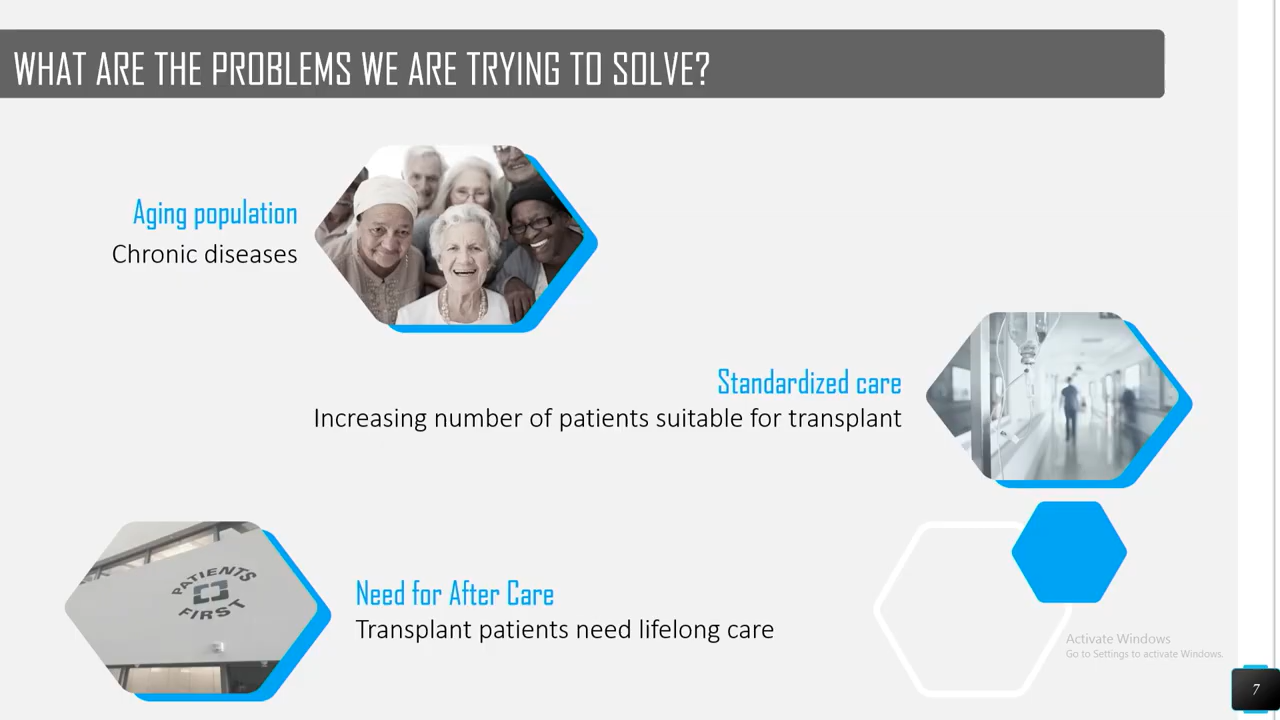 WHAT ARE THE PROBLEMS WE ARE TRYING TO SOLVE?
Aging population
Chronic diseases
Standardized care
Increasing number of patients suitable for transplant
PATIENTS
FIRST
Need for After Care
Transplant patients need lifelong care
Activate Windows
Go to Settings to activate Windows.
7